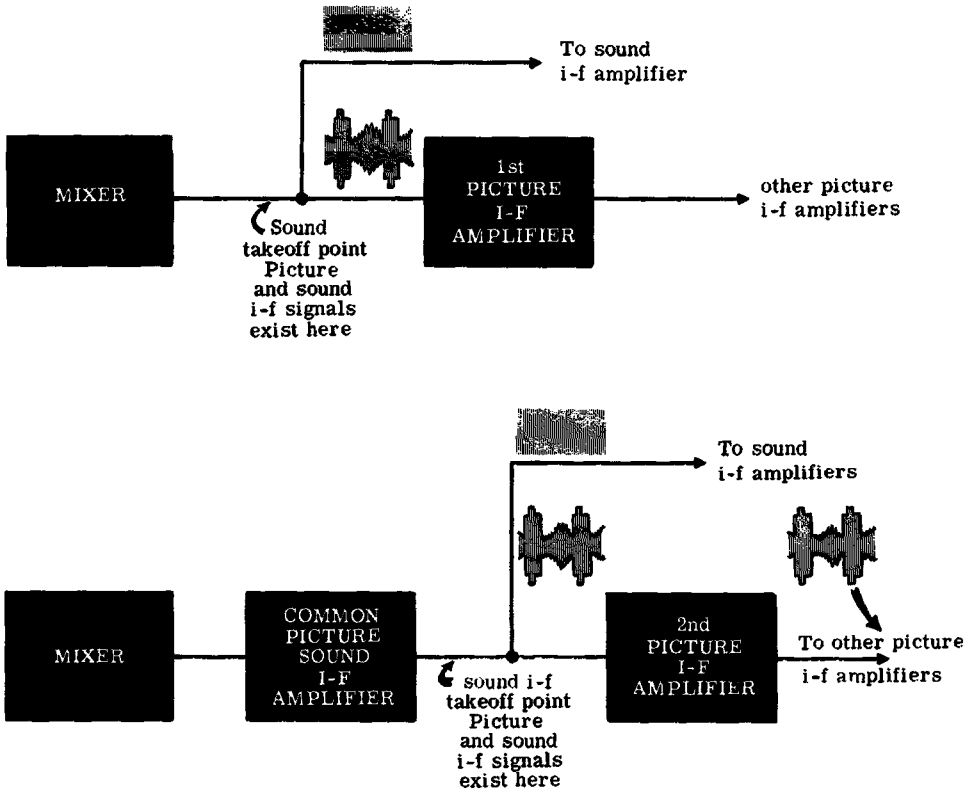 To sound
i-f amplifier
MIXER
1st
PICTURE
I-F
AMPLIFIER
other picture
i-f amplifiers
Sound
takeoff point
Picture
and sound
i-f signals
exist here
To sound
i-f amplifiers
MIXER
COMMON
PICTURE
SOUND
I-F
AMPLIFIER
2nd
PICTURE
I-F
AMPLIFIER
To other picture
i-f amplifiers
sound i-f
takeoff point
Picture
and sound
i-f signals
exist here